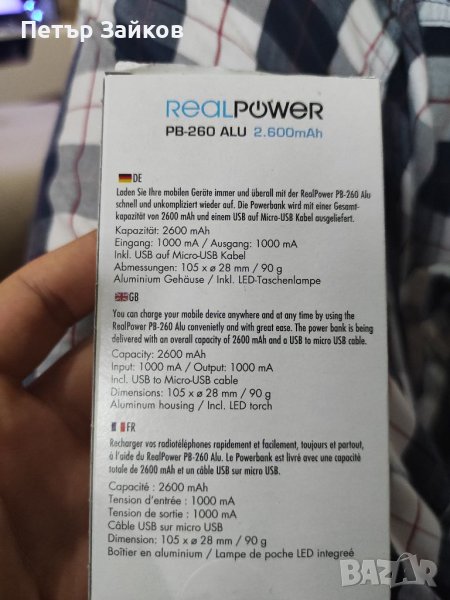 Петър Зайков
REALPOWER
PB-260 ALU 2.600mAh
DE
Laden Sie Ihre mobilen Geräte immer und überall mit der RealPower PB-260 Alu
schnell und unkompliziert wieder auf. Die Powerbank wird mit einer Gesamt-
kapazität von 2600 mAh und einem USB auf Micro-USB Kabel ausgeliefert.
Kapazität: 2600 mAh
Eingang: 1000 mA / Ausgang: 1000 mA
Inkl. USB auf Micro-USB Kabel
Abmessungen: 105 x ø 28 mm / 90 g
Aluminium Gehäuse / Inkl. LED-Taschenlampe
GB
You can charge your mobile device anywhere and at any time by using the
RealPower PB-260 Alu convenietly and with great ease. The power bank is being
delivered with an overall capacity of 2600 mAh and a USB to micro USB cable.
Capacity: 2600 mAh
Input: 1000 mA / Output: 1000 mA
Incl. USB to Micro-USB cable
Dimensions: 105 x ø 28 mm / 90 g
Aluminum housing / Incl. LED torch
FR
Recharger vos radiotéléphones rapidement et facilement, toujours et partout,
à l'aide du RealPower PB-260 Alu. Le Powerbank est livré avec une capacité
totale de 2600 mAh et un câble USB sur micro USB.
Capacité : 2600 mAh
Tension d'entrée : 1000 mA
Tension de sortie : 1000 mA
Câble USB sur micro USB
Dimension: 105 x ø 28 mm / 90 g
Boîtier en aluminium / Lampe de poche LED integreé
BAZAR